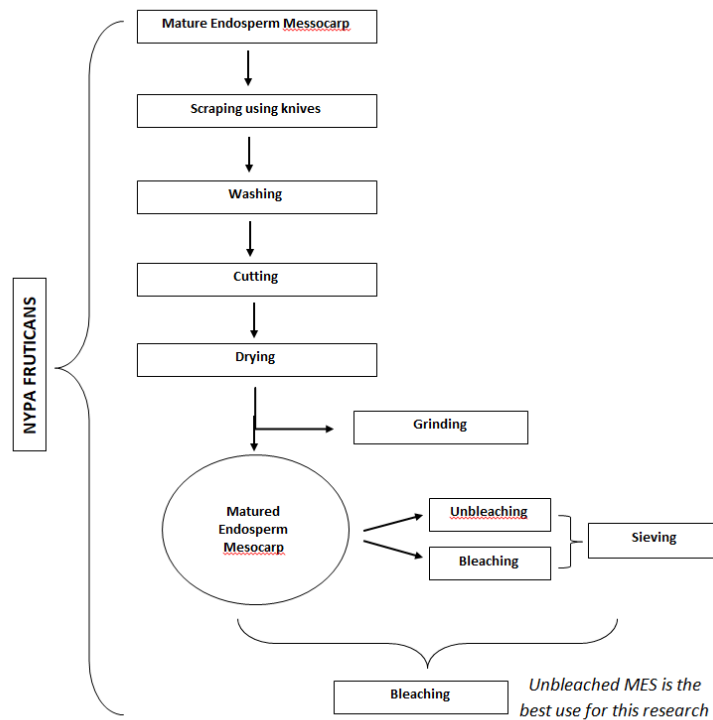 NYPA FRUTICANS
Mature Endosperm Messocarp
Scraping using knives
Washing
Cutting
Drying
Grinding
Matured
Endosperm
Mesocarp
Unbleaching
Bleaching
Sieving
Bleaching
Unbleached MES is the
best use for this research